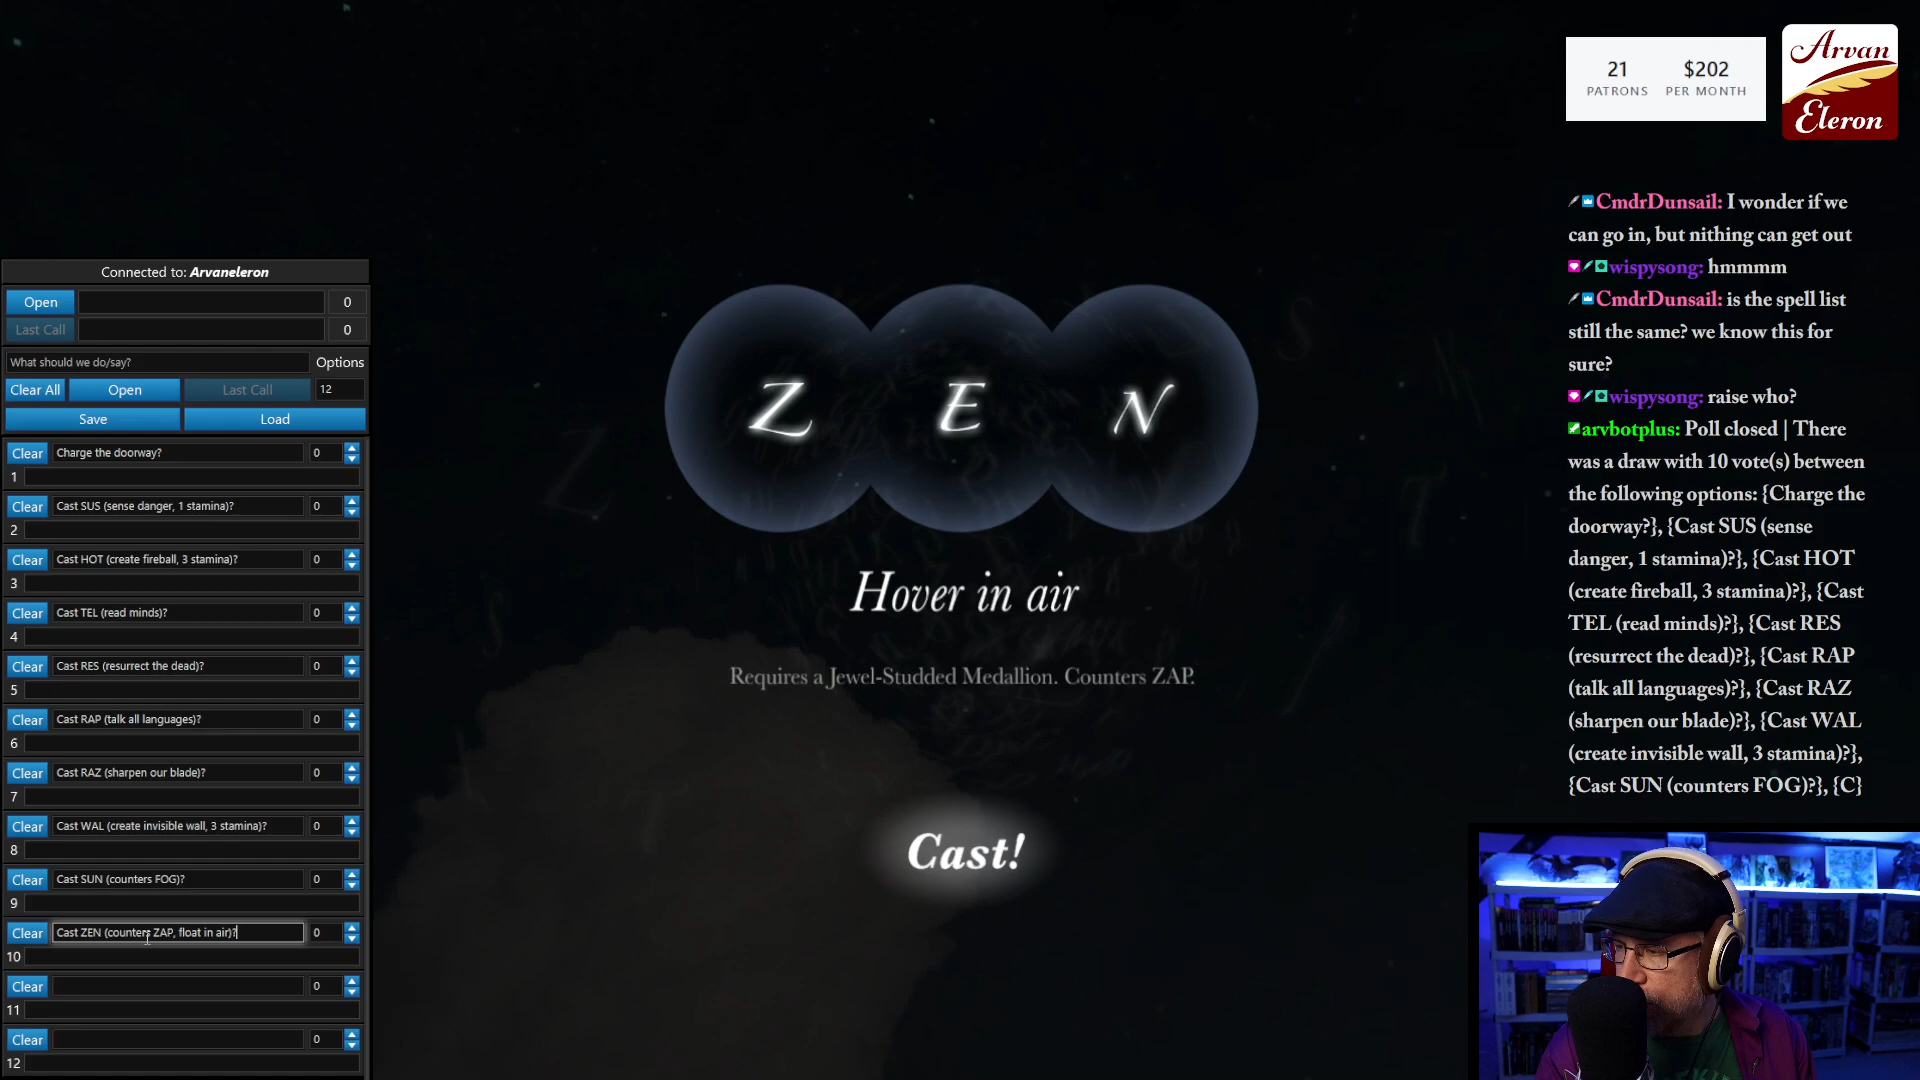 Connected to: Arvaneleron
Open 0
Last Call 0
What should we do/say? Options
Clear All Open Last Call 12
Save Load
Clear Charge the doorway? 0
1
Clear Cast SUS (sense danger, 1 stamina)? 0
2
Clear Cast HOT (create fireball, 3 stamina)? 0
3
Clear Cast TEL (read minds)? 0
4
Clear Cast RES (resurrect the dead)? 0
5
Clear Cast RAP (talk all languages)? 0
6
Clear Cast RAZ (sharpen our blade)? 0
7
Clear Cast WAL (create invisible wall, 3 stamina)? 0
8
Clear Cast SUN (counters FOG)? 0
9
Clear Cast ZEN (counters ZAP, float in air)? 0
10
Clear 0
11
Clear 0
12
Z E N
Hover in air
Requires a Jewel-Studded Medallion. Counters ZAP.
Cast!
21 $202
PATRONS PER MONTH
Arvan
Eleron
CmdrDunsail: I wonder if we
can go in, but nithing can get out
wispysong: hmmmm
CmdrDunsail: is the spell list
still the same? we know this for
sure?
wispysong: raise who?
arvbotplus: Poll closed | There
was a draw with 10 vote(s) between
the following options: {Charge the
doorway?}, {Cast SUS (sense
danger, 1 stamina)?}, {Cast HOT
(create fireball, 3 stamina)?}, {Cast
TEL (read minds)?}, {Cast RES
(resurrect the dead)?}, {Cast RAP
(talk all languages)?}, {Cast RAZ
(sharpen our blade)?}, {Cast WAL
(create invisible wall, 3 stamina)?},
{Cast SUN (counters FOG)?}, {C}